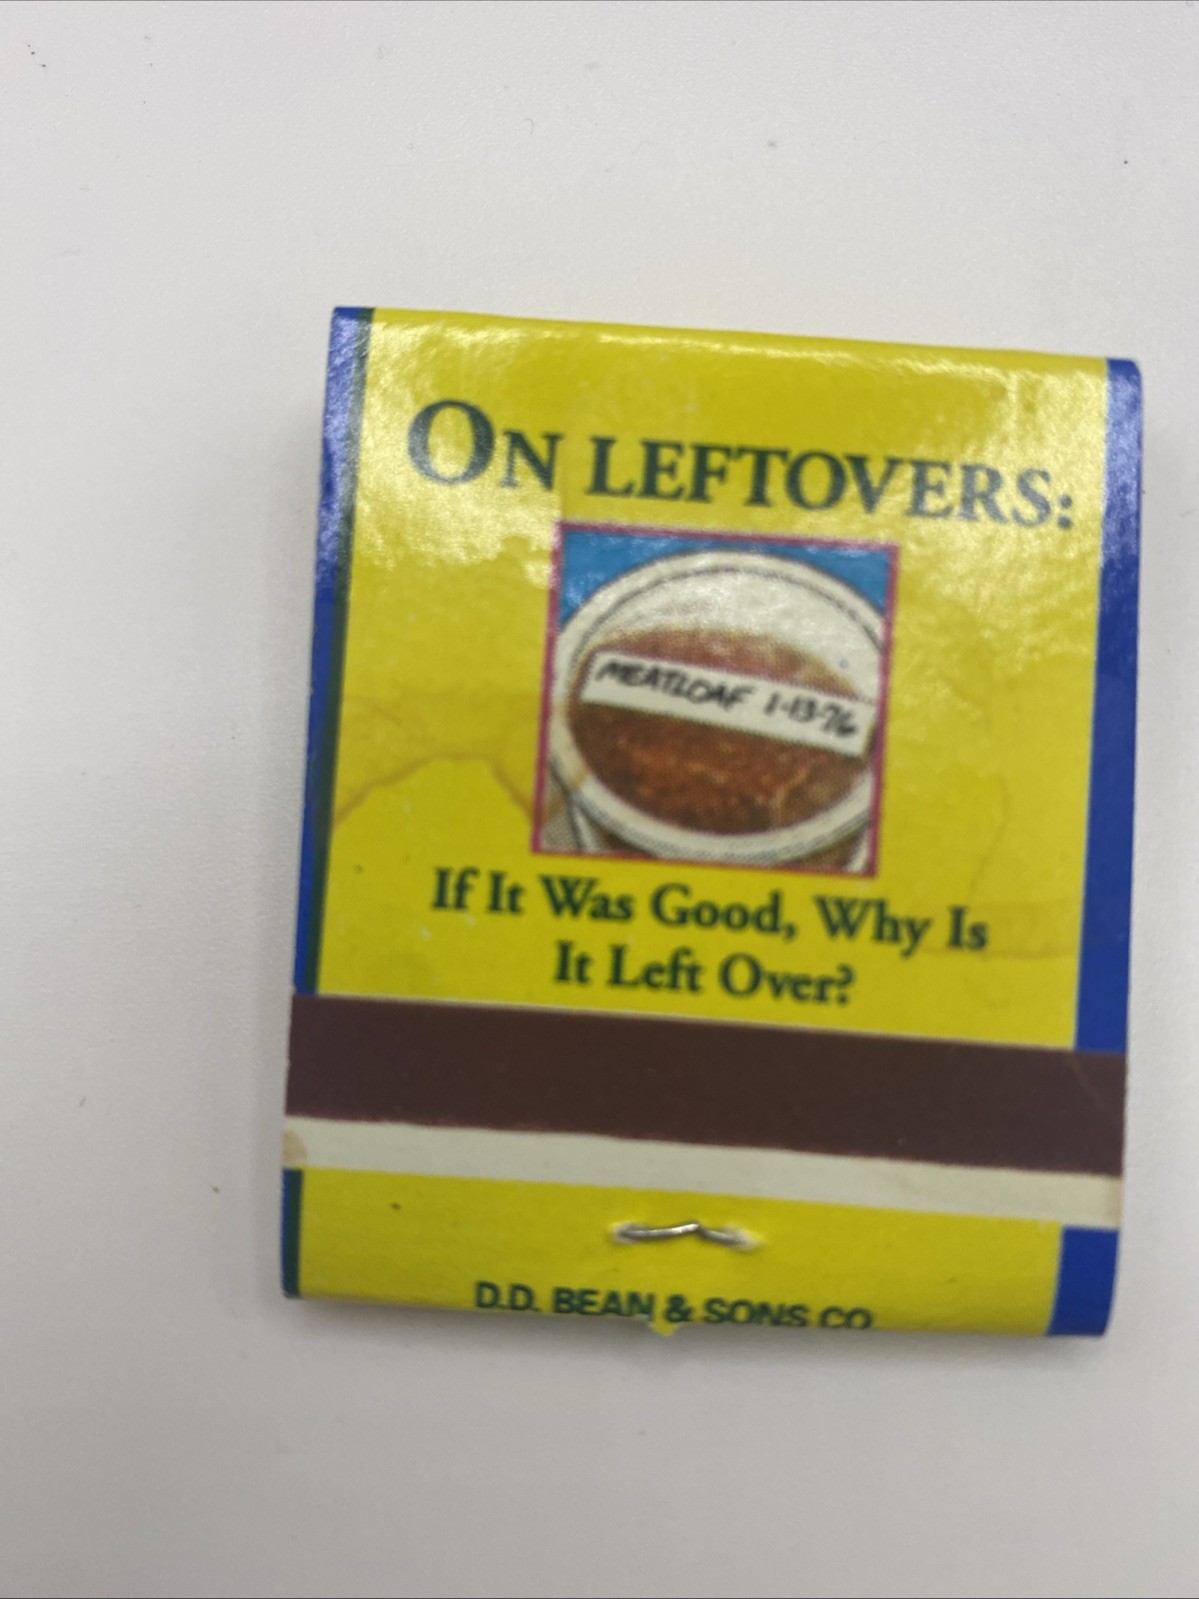 ON LEFTOVERS:
MEATLOAF 1-13-76
If It Was Good, Why Is
It Left Over?
D.D. BEAN & SONS CO